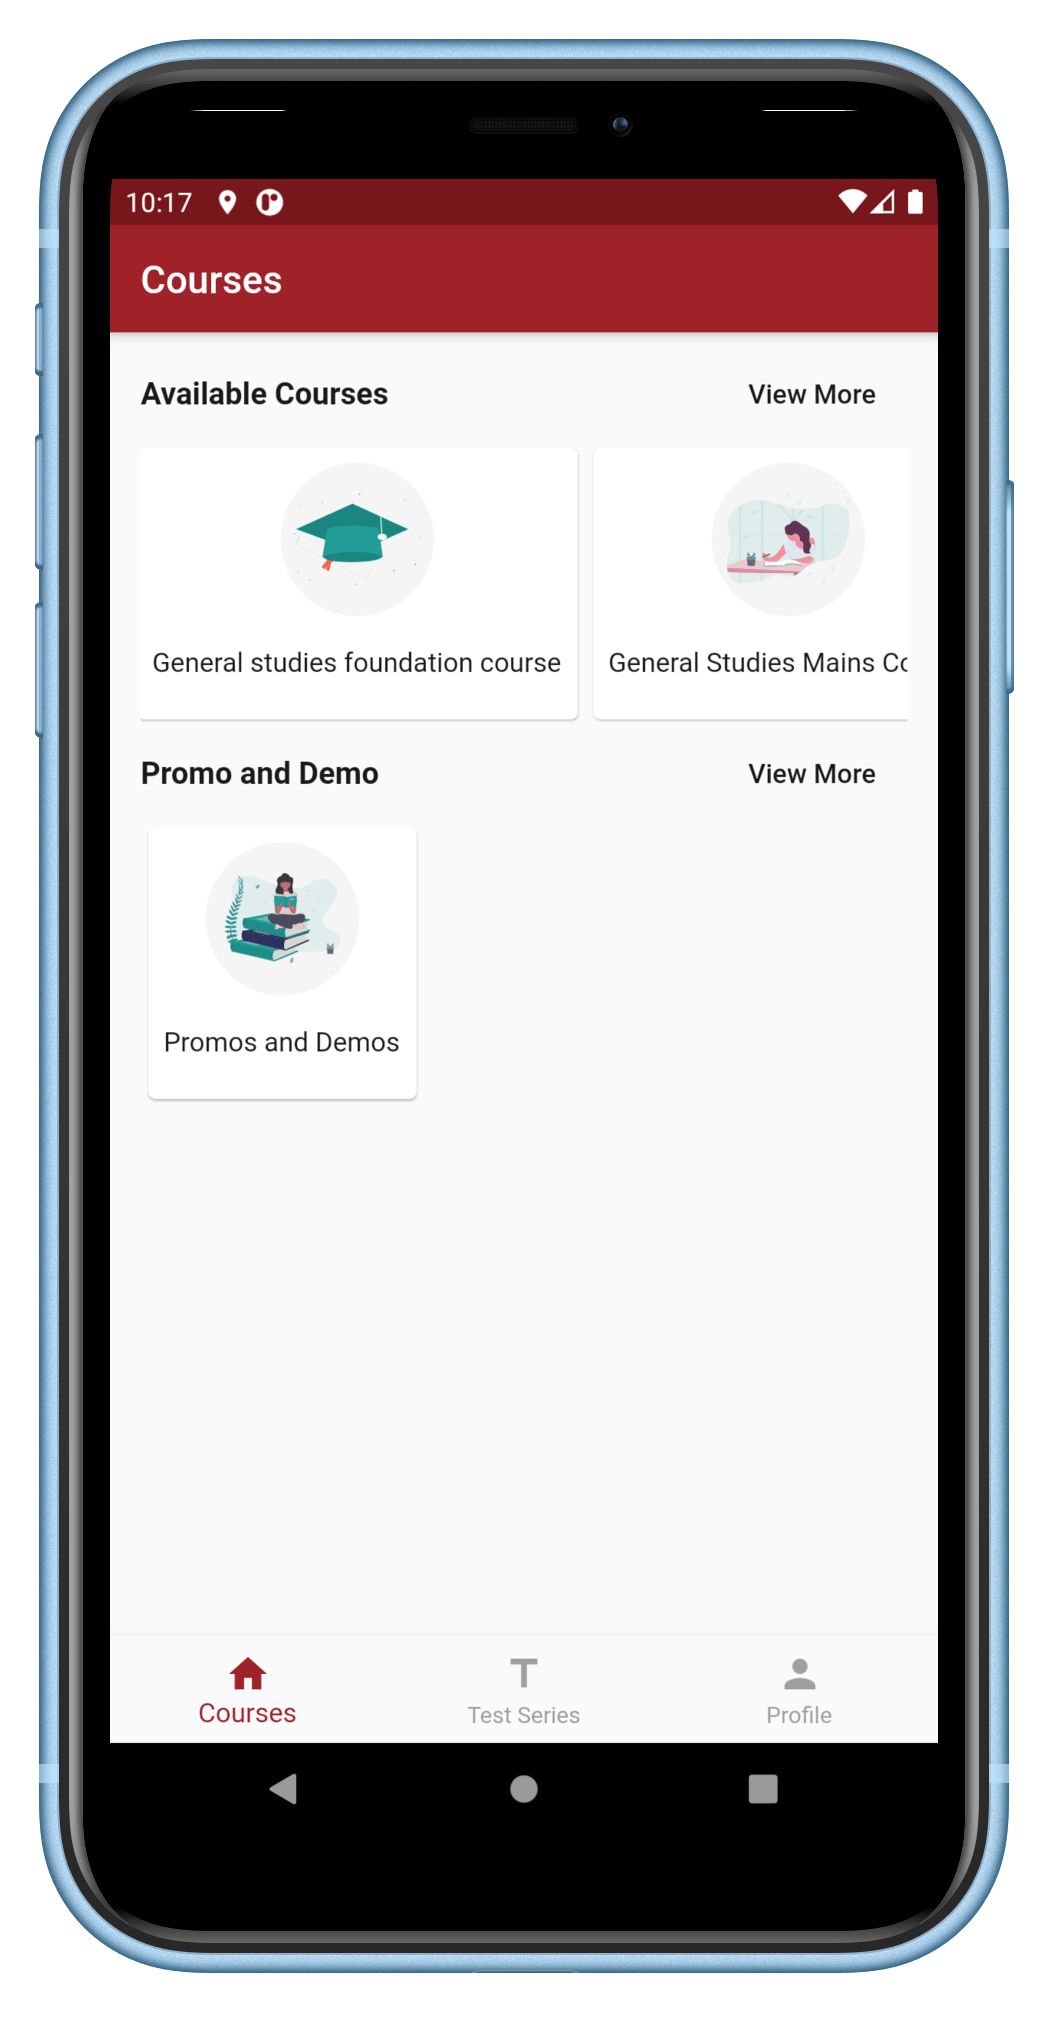 10:17
Courses
Available Courses View More
General studies foundation course General Studies Mains
Promo and Demo View More
Promos and Demos
Courses Test Series Profile